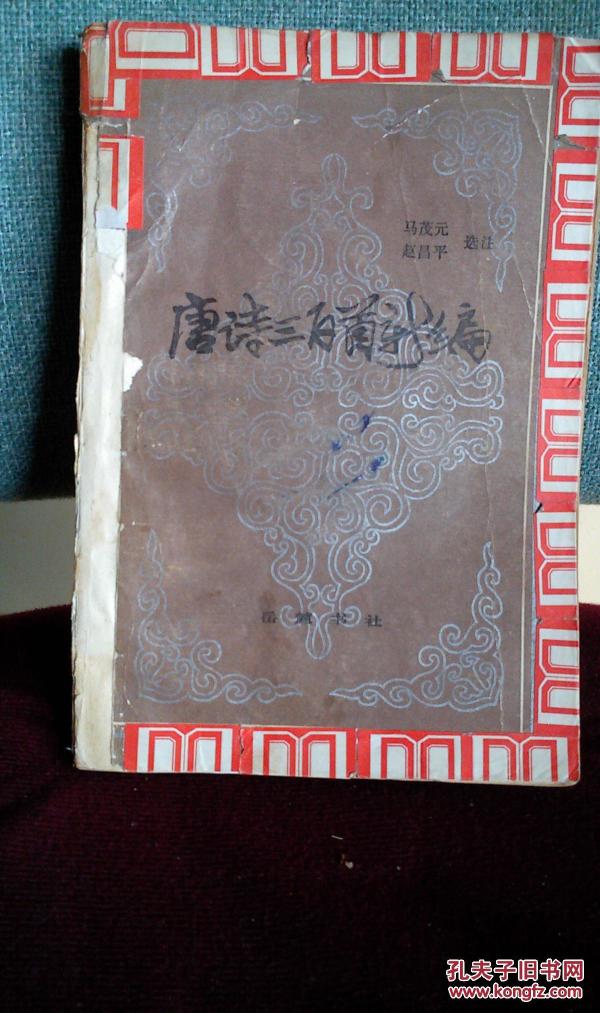 马茂元
赵昌平 选注
唐诗三百首新编
岳麓书社
孔夫子旧书网
www.kongfz.com